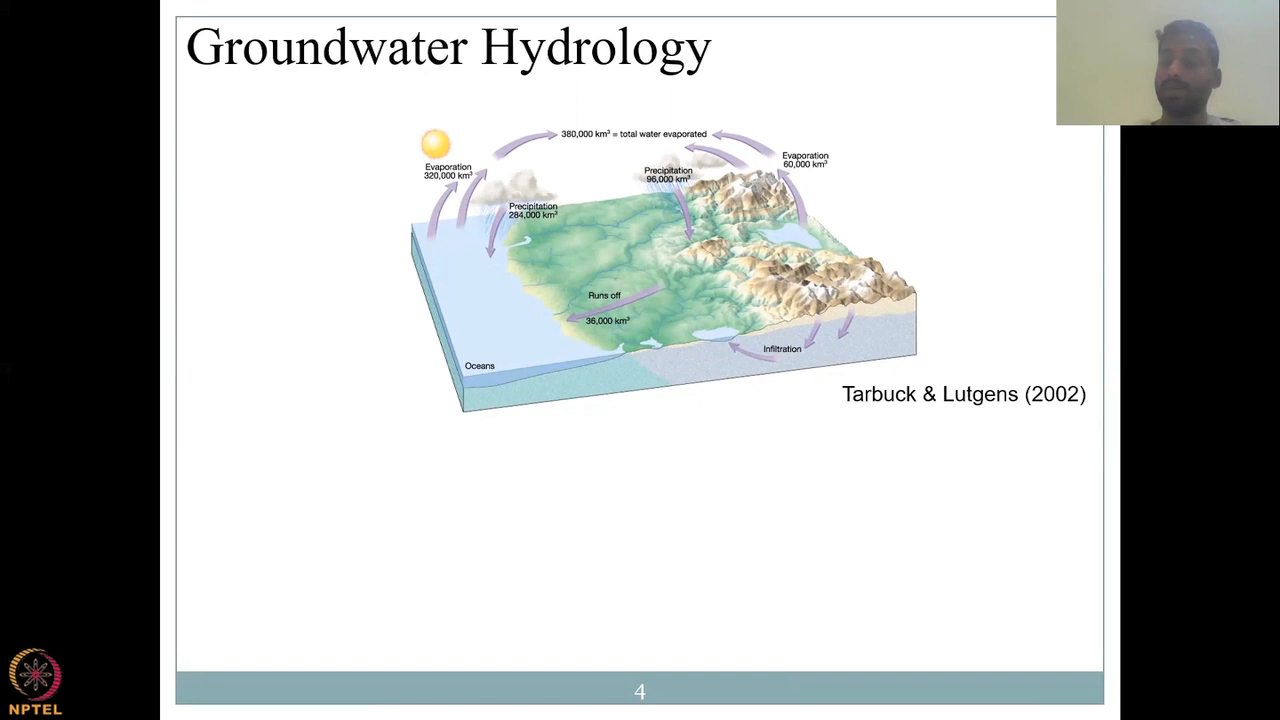 Groundwater Hydrology
380,000 km³ = total water evaporated
Evaporation
320,000 km³
Precipitation
284,000 km³
Precipitation
96,000 km³
Evaporation
60,000 km³
Runs off
36,000 km³
Infiltration
Oceans
Tarbuck & Lutgens (2002)
4
NPTEL